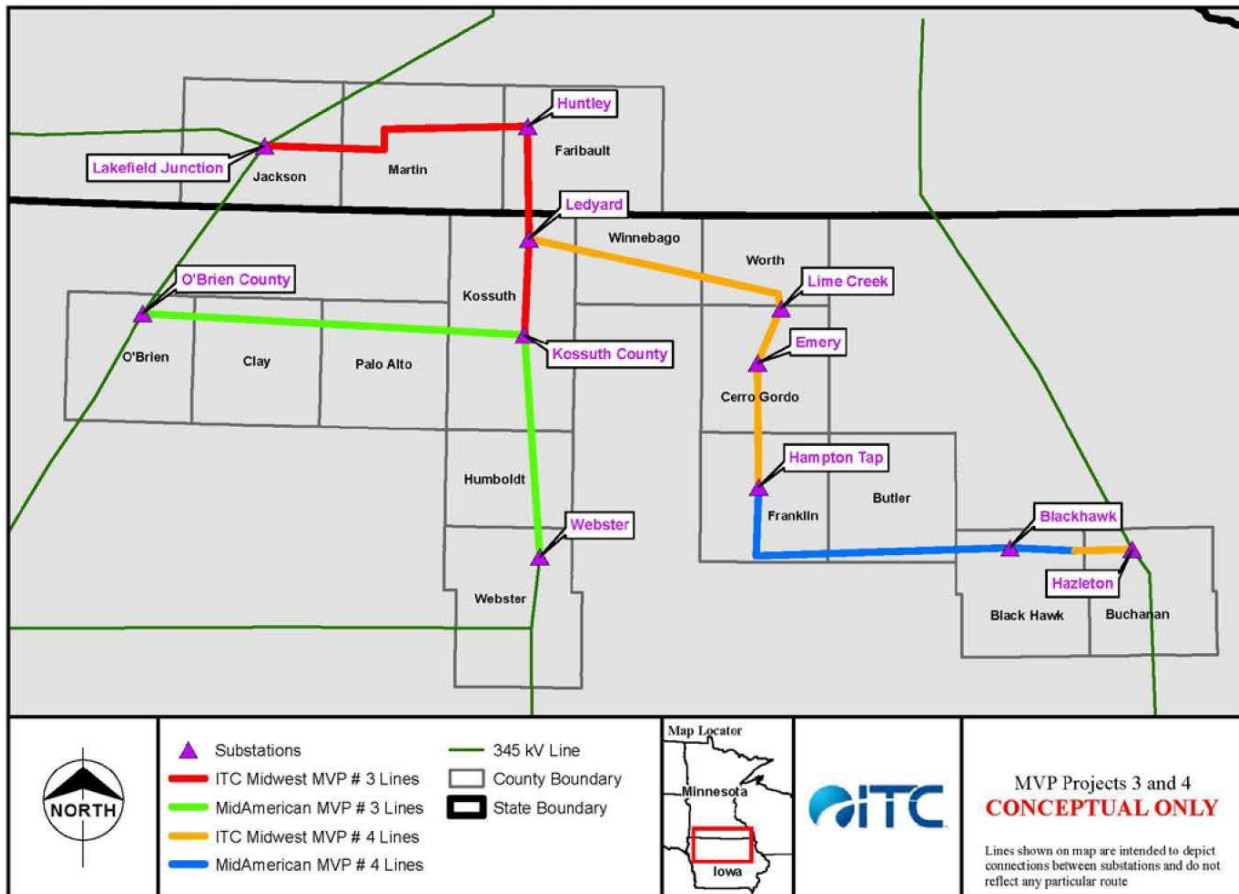 Huntley
Lakefield Junction
Jackson
Martin
Faribault
Ledyard
Winnebago
Worth
O'Brien County
Kossuth
Lime Creek
O'Brien
Clay
Palo Alto
Kossuth County
Emery
Cerro Gordo
Hampton Tap
Humboldt
Butler
Franklin
Webster
Blackhawk
Hazleton
Webster
Black Hawk
Buchanan
NORTH
Substations
ITC Midwest MVP # 3 Lines
MidAmerican MVP # 3 Lines
ITC Midwest MVP # 4 Lines
MidAmerican MVP # 4 Lines
345 kV Line
County Boundary
State Boundary
Map Locator
Minnesota
Iowa
ITC
MVP Projects 3 and 4
CONCEPTUAL ONLY
Lines shown on map are intended to depict
connections between substations and do not
reflect any particular route